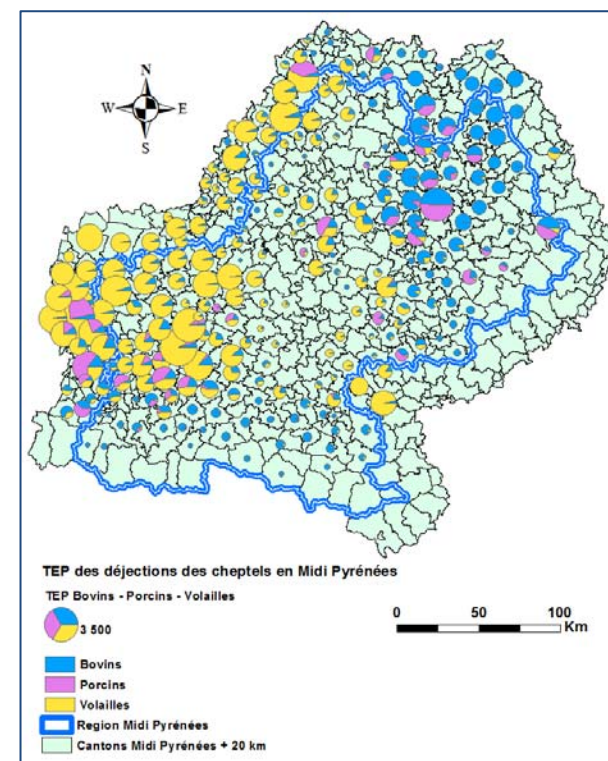 N
W E
S
TEP des déjections des cheptels en Midi Pyrénées
TEP Bovins - Porcins - Volailles
3 500
0 50 100
Km
Bovins
Porcins
Volailles
Region Midi Pyrénées
Cantons Midi Pyrénées + 20 km